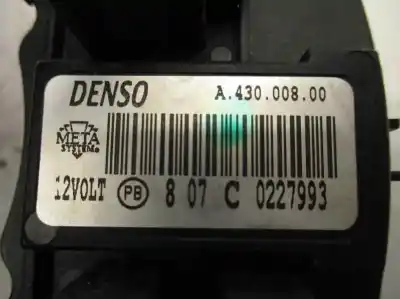 DENSO A.430.008.00
META
SYSTEM®
12VOLT PB 8 07 C 0227993